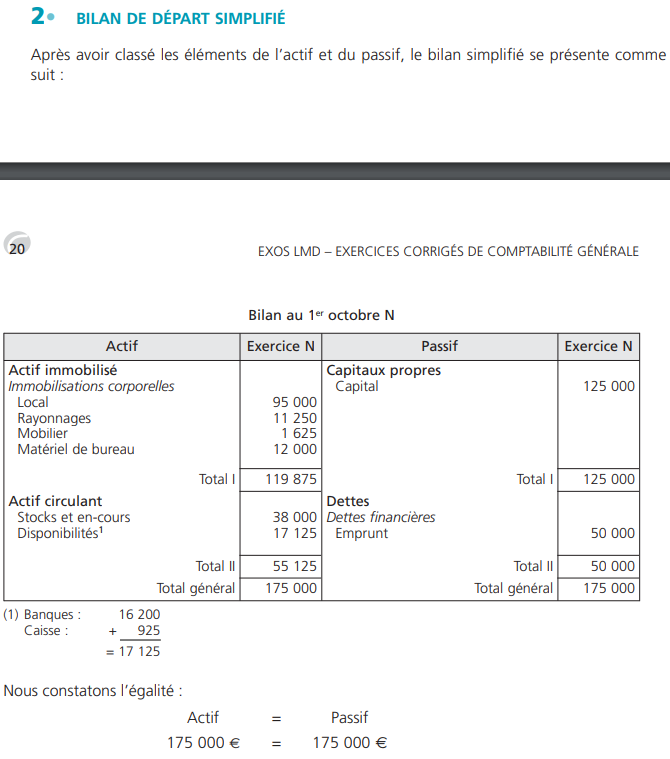 2• BILAN DE DÉPART SIMPLIFIÉ
Après avoir classé les éléments de l'actif et du passif, le bilan simplifié se présente comme
suit :
20 EXOS LMD – EXERCICES CORRIGÉS DE COMPTABILITÉ GÉNÉRALE
Bilan au 1er octobre N
Actif Exercice N Passif Exercice N
Actif immobilisé Capitaux propres
Immobilisations corporelles Capital 125 000
Local 95 000
Rayonnages 11 250
Mobilier 1 625
Matériel de bureau 12 000
Total I 119 875 Total I 125 000
Actif circulant Dettes
Stocks et en-cours 38 000 Dettes financières
Disponibilités1 17 125 Emprunt 50 000
Total II 55 125 Total II 50 000
Total général 175 000 Total général 175 000
(1) Banques : 16 200
Caisse : + 925
= 17 125
Nous constatons l'égalité :
Actif = Passif
175 000 € = 175 000 €